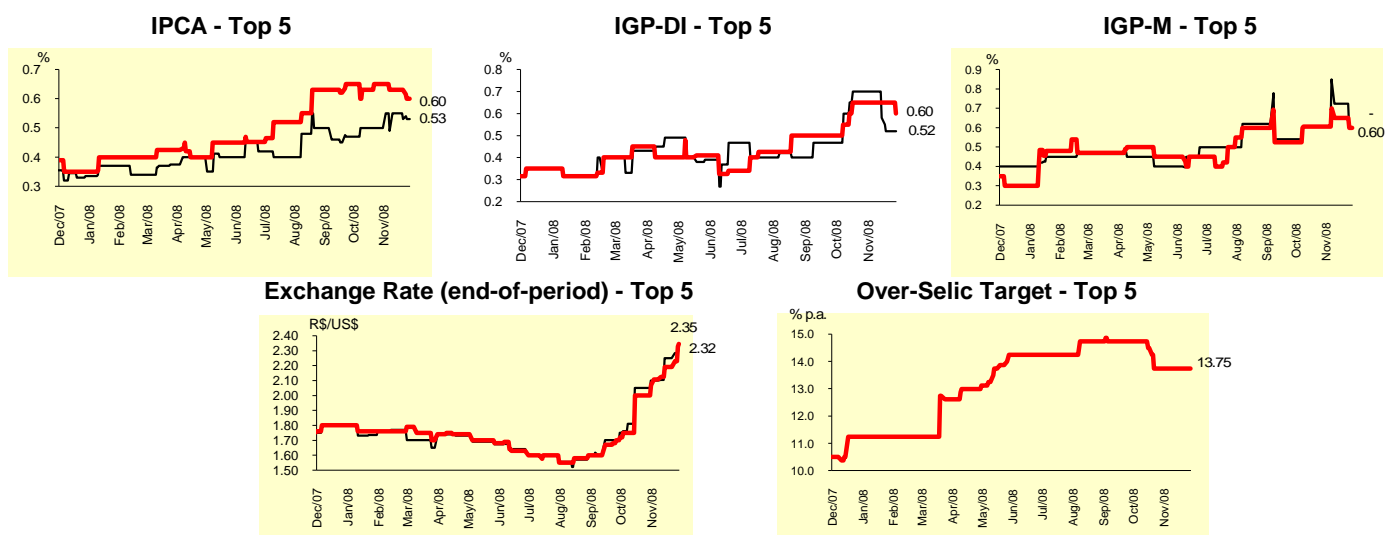 IPCA - Top 5
%
0.7
0.6
0.5
0.4
0.3
0.60
0.53
Dec/07
Jan/08
Feb/08
Mar/08
Apr/08
May/08
Jun/08
Jul/08
Aug/08
Sep/08
Oct/08
Nov/08
IGP-DI - Top 5
%
0.8
0.7
0.6
0.5
0.4
0.3
0.2
0.60
0.52
Dec/07
Jan/08
Feb/08
Mar/08
Apr/08
May/08
Jun/08
Jul/08
Aug/08
Sep/08
Oct/08
Nov/08
IGP-M - Top 5
%
0.9
0.8
0.7
0.6
0.5
0.4
0.3
0.2
-
0.60
Dec/07
Jan/08
Feb/08
Mar/08
Apr/08
May/08
Jun/08
Jul/08
Aug/08
Sep/08
Oct/08
Nov/08
Exchange Rate (end-of-period) - Top 5
R$/US$
2.40
2.30
2.20
2.10
2.00
1.90
1.80
1.70
1.60
1.50
2.35
2.32
Dec/07
Jan/08
Feb/08
Mar/08
Apr/08
May/08
Jun/08
Jul/08
Aug/08
Sep/08
Oct/08
Nov/08
Over-Selic Target - Top 5
% p.a.
15.0
14.0
13.0
12.0
11.0
10.0
13.75
Dec/07
Jan/08
Feb/08
Mar/08
Apr/08
May/08
Jun/08
Jul/08
Aug/08
Sep/08
Oct/08
Nov/08